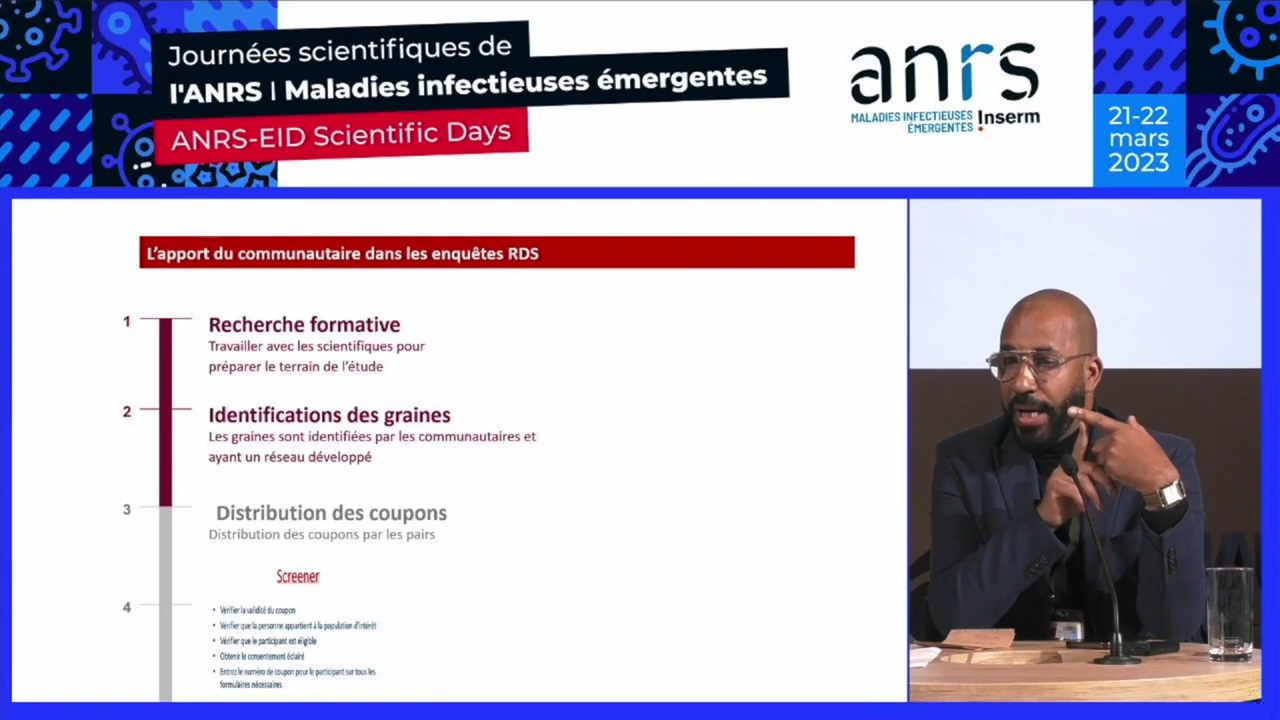 Journées scientifiques de
l'ANRS | Maladies infectieuses émergentes
ANRS-EID Scientific Days
anrs
MALADIES INFECTIEUSES
ÉMERGENTES
Inserm
21-22
mars
2023
L'apport du communautaire dans les enquêtes RDS
1
Recherche formative
Travailler avec les scientifiques pour
préparer le terrain de l'étude
2
Identifications des graines
Les graines sont identifiées par les communautaires et
ayant un réseau développé
3
Distribution des coupons
Distribution des coupons par les pairs
Screener
4
• Vérifier la validité du coupon
• Vérifier que la personne appartient à la population d'intérêt
• Vérifier que le participant est éligible
• Obtenir le consentement éclairé
• Entrez le numéro de coupon pour le participant sur tous les
formulaires nécessaires